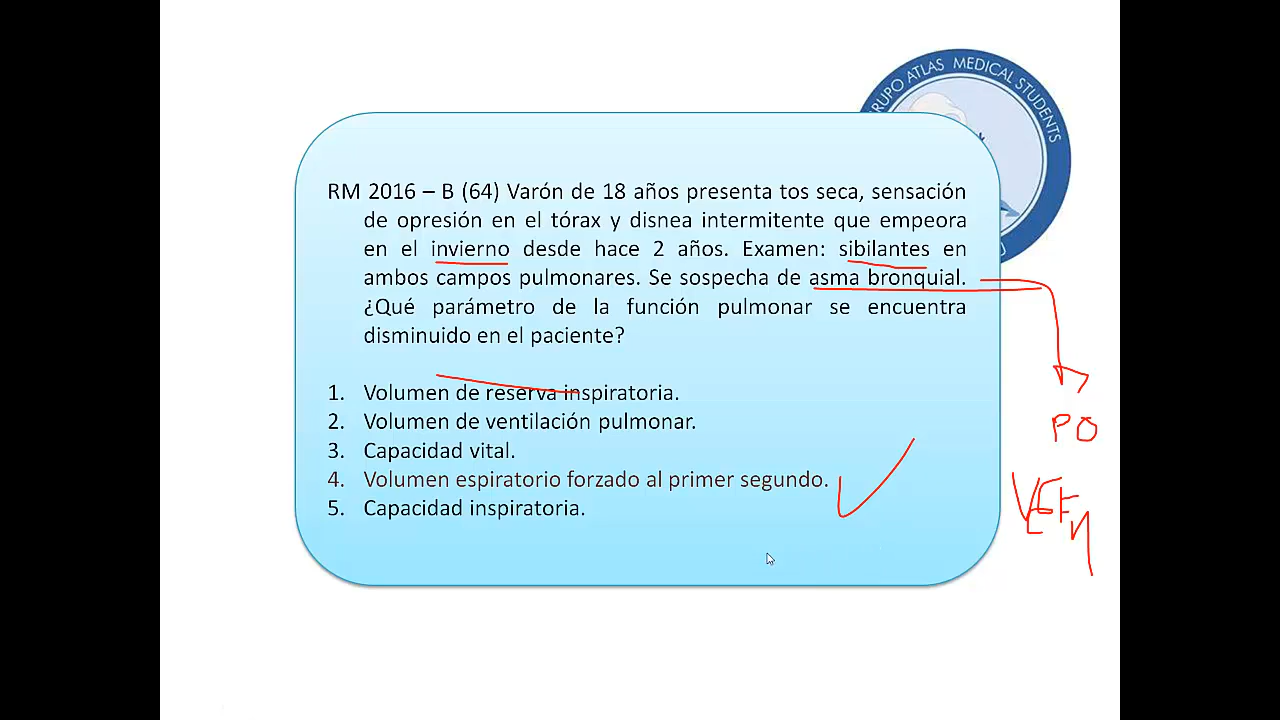 RUPO ATLAS MEDICAL STUDENTS
RM 2016 – B (64) Varón de 18 años presenta tos seca, sensación
de opresión en el tórax y disnea intermitente que empeora
en el invierno desde hace 2 años. Examen: sibilantes en
ambos campos pulmonares. Se sospecha de asma bronquial.
¿Qué parámetro de la función pulmonar se encuentra
disminuido en el paciente?
1. Volumen de reserva inspiratoria.
2. Volumen de ventilación pulmonar.
3. Capacidad vital.
4. Volumen espiratorio forzado al primer segundo.
5. Capacidad inspiratoria.
PO
VEF1